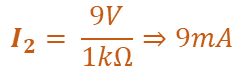 I₂ = 9V / 1kΩ ⇒ 9mA